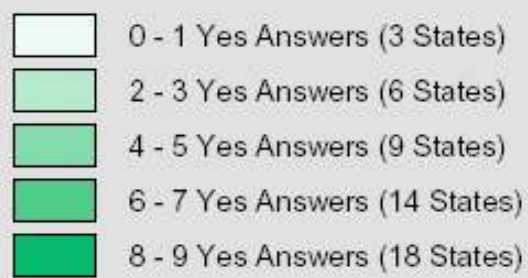 0 - 1 Yes Answers (3 States)
2 - 3 Yes Answers (6 States)
4 - 5 Yes Answers (9 States)
6 - 7 Yes Answers (14 States)
8 - 9 Yes Answers (18 States)